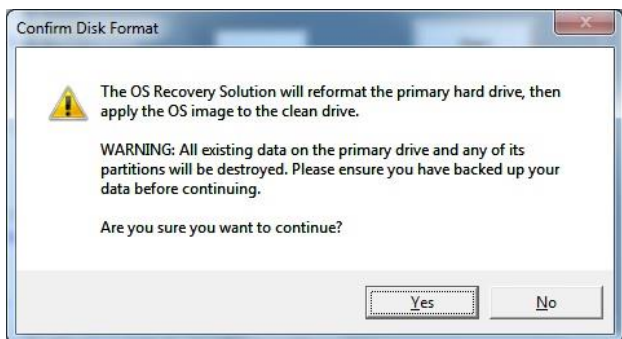 Confirm Disk Format
The OS Recovery Solution will reformat the primary hard drive, then
apply the OS image to the clean drive.
WARNING: All existing data on the primary drive and any of its
partitions will be destroyed. Please ensure you have backed up your
data before continuing.
Are you sure you want to continue?
Yes
No